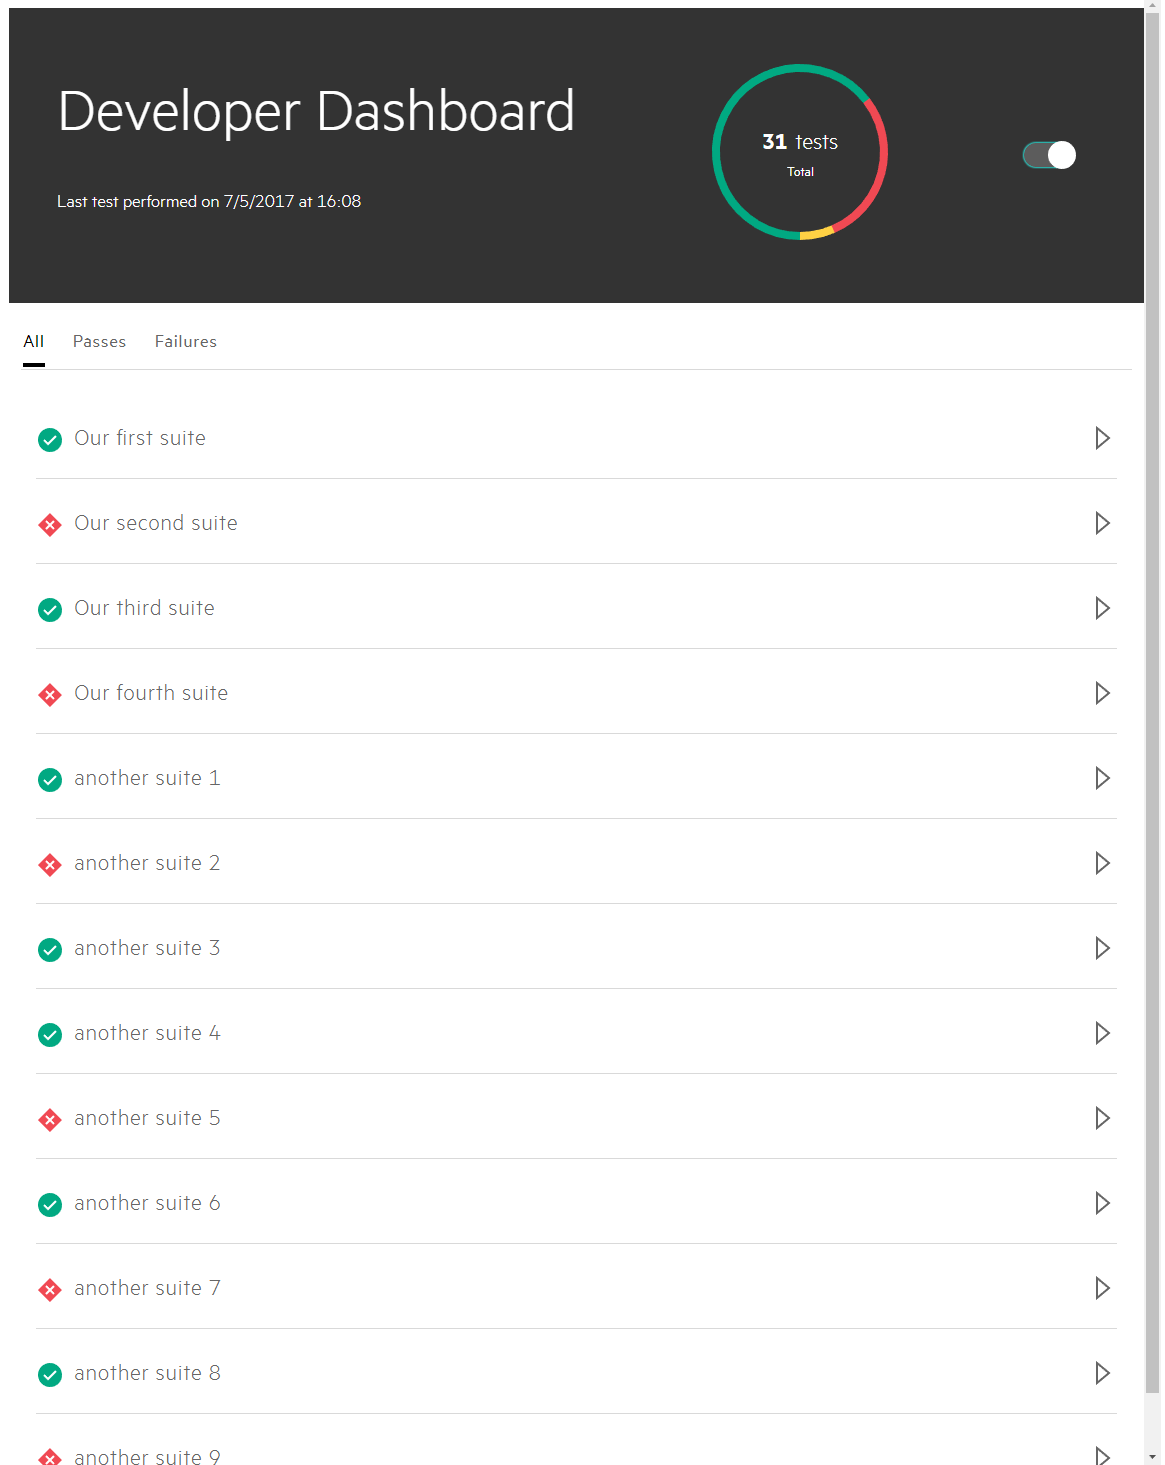 Developer Dashboard
Last test performed on 7/5/2017 at 16:08
31 tests
Total
All Passes Failures
Our first suite
Our second suite
Our third suite
Our fourth suite
another suite 1
another suite 2
another suite 3
another suite 4
another suite 5
another suite 6
another suite 7
another suite 8
another suite 9